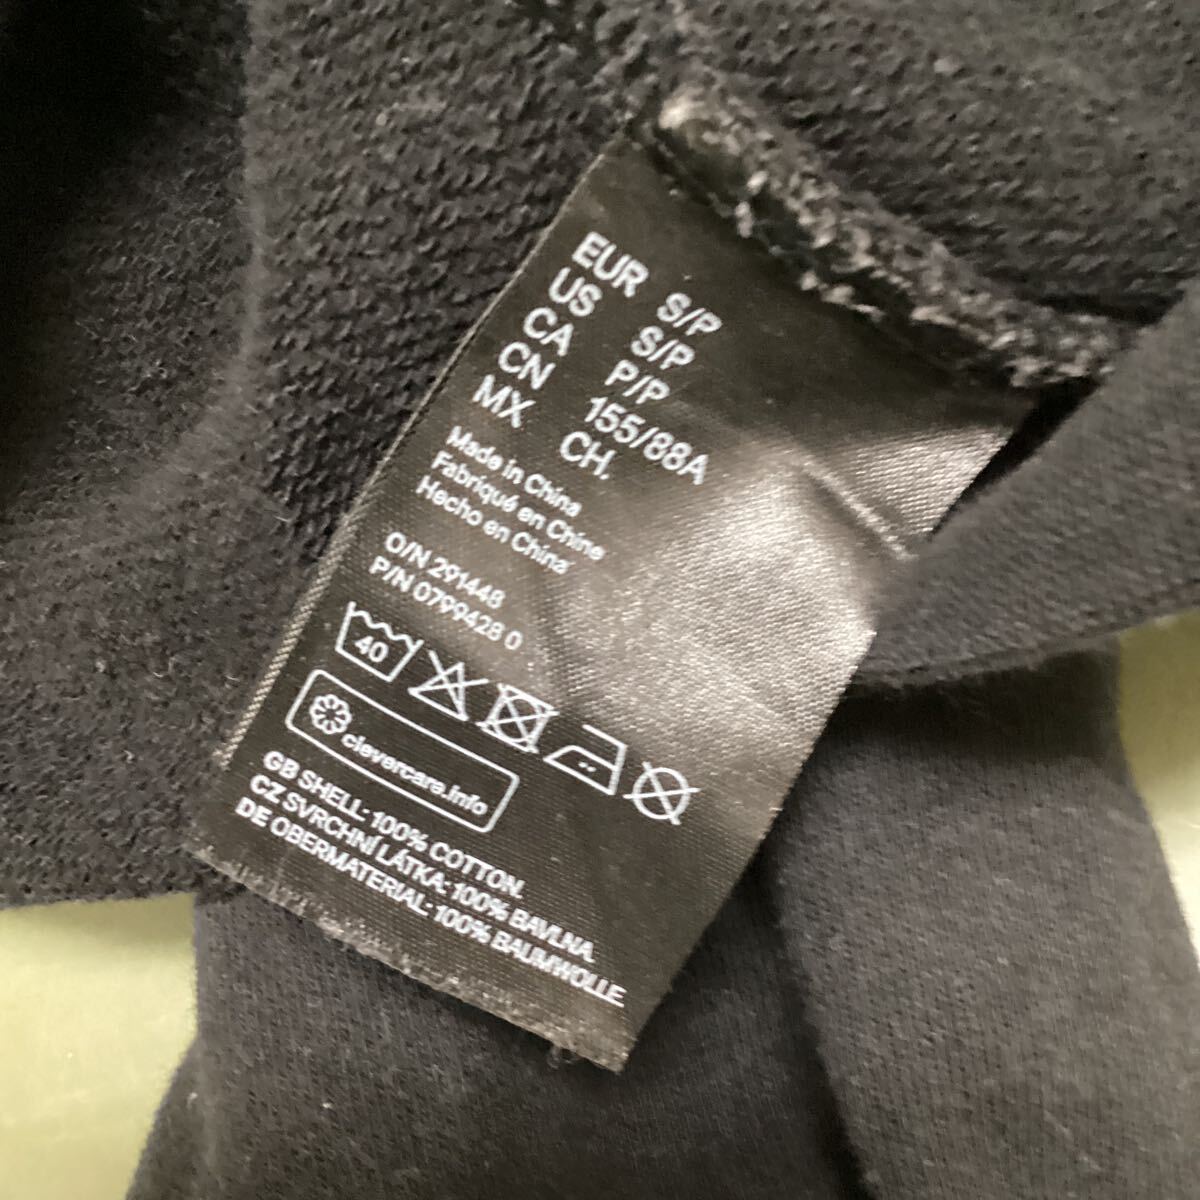 EUR S/P
US S/P
CA P/P
CN 155/88A
MX CH.
Made in China
Fabriqué en Chine
Hecho en China
O/N 291448
P/N 0799428 0
40
clevercare.info
GB SHELL: 100% COTTON.
CZ SVRCHNÍ LÁTKA: 100% BAVLNA.
DE OBERMATERIAL: 100% BAUMWOLLE.